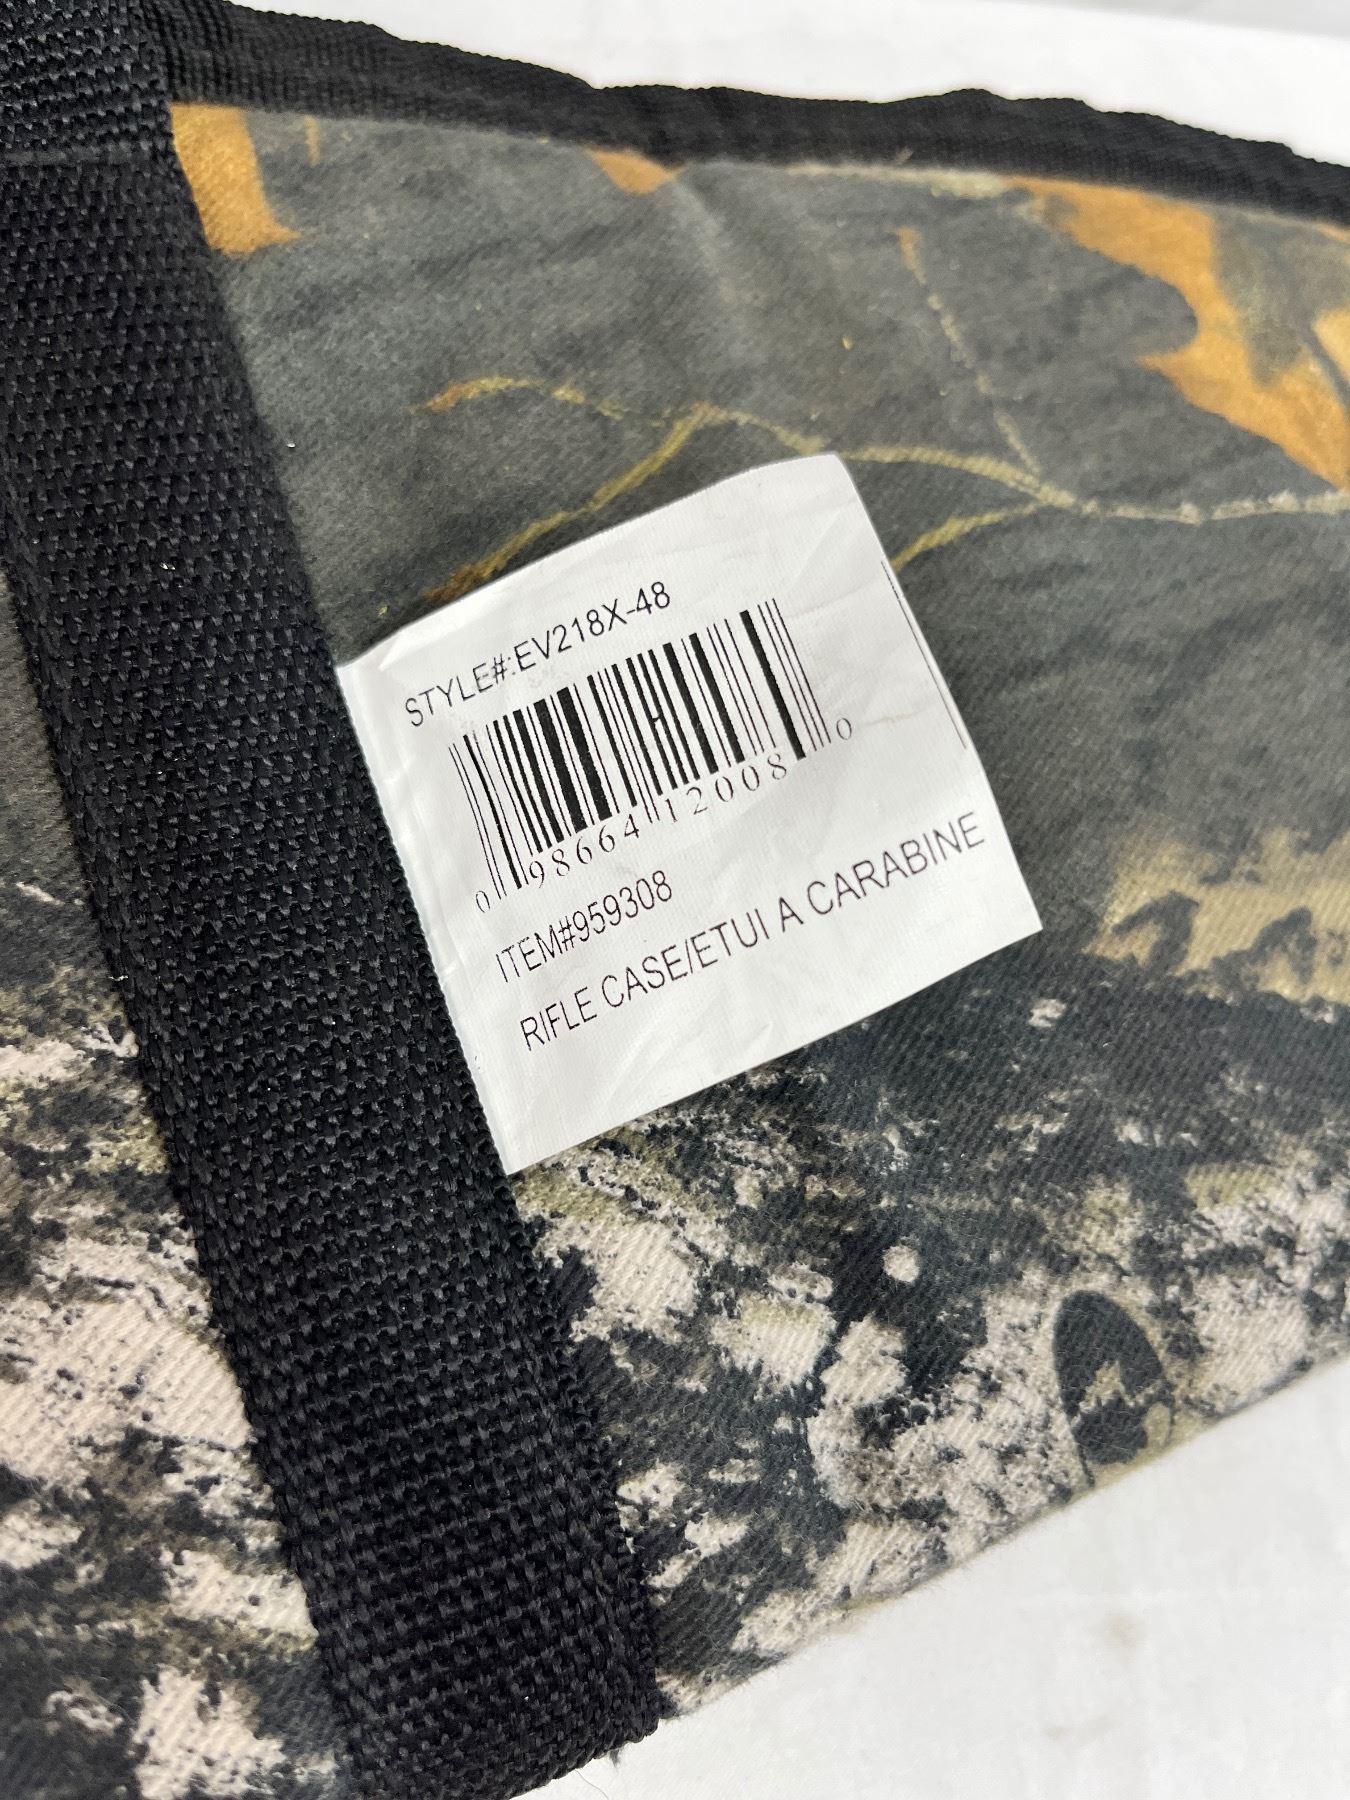 STYLE#:EV218X-48
0 98664 12008 0
ITEM#959308
RIFLE CASE/ETUI A CARABINE